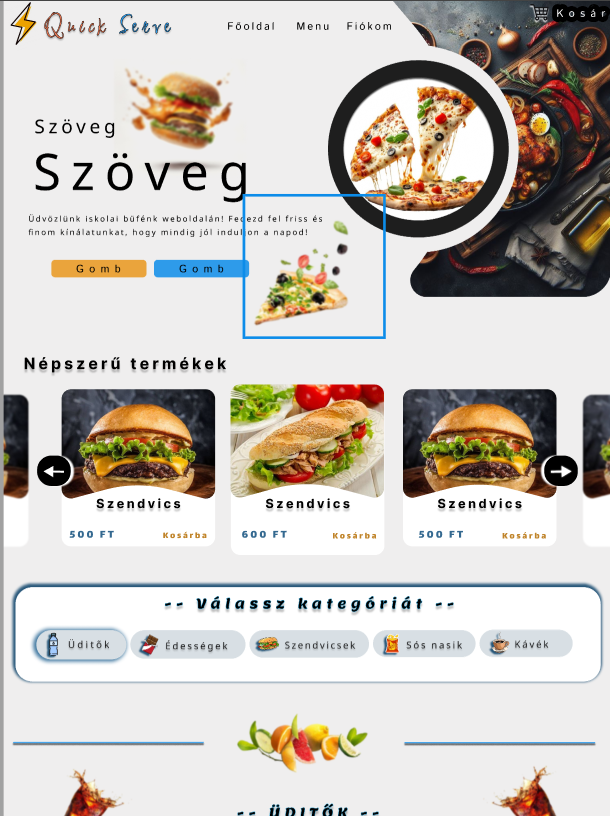 Quick Serve
Főoldal Menu Fiókom
Kosár
Szöveg
Szöveg
Üdvözlünk iskolai büfénk weboldalán! Fedezd fel friss és
finom kínálatunkat, hogy mindig jól induljon a napod!
Gomb Gomb
Népszerű termékek
Szendvics Szendvics Szendvics
500 FT Kosárba 600 FT Kosárba 500 FT Kosárba
-- Válassz kategóriát --
Üditők Édességek Szendvicsek Sós nasik Kávék
-- ÜDITŐK --